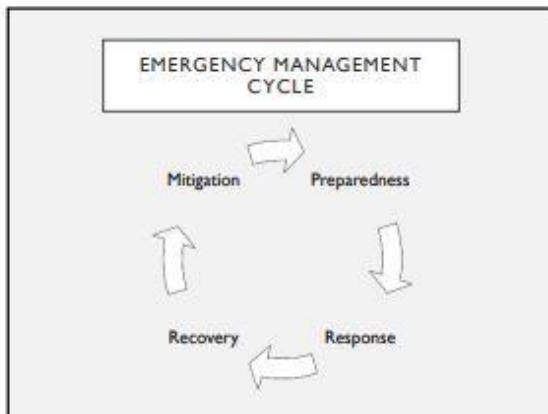 EMERGENCY MANAGEMENT
CYCLE
Mitigation
Preparedness
Recovery
Response